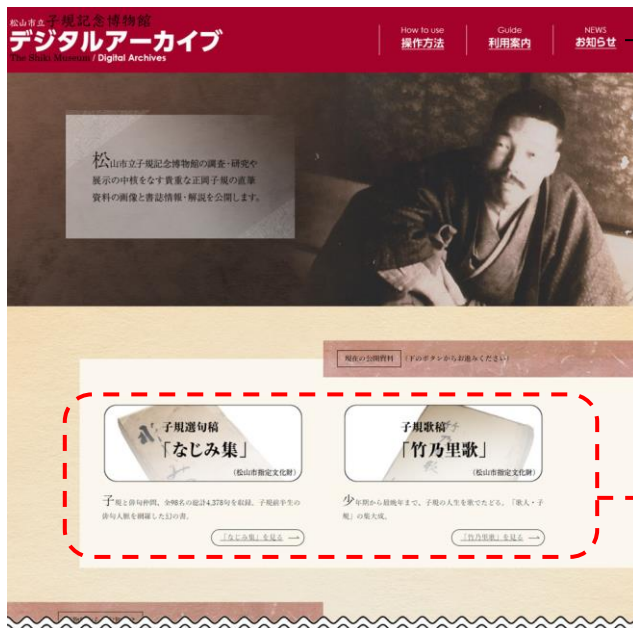 松山市立子規記念博物館
デジタルアーカイブ
The Shiki Museum / Digital Archives
How to use
操作方法
Guide
利用案内
NEWS
お知らせ
松山市立子規記念博物館の調査・研究や
展示の中核をなす貴重な正岡子規の直筆
資料の画像と書誌情報・解説を公開します。
現在の公開資料 (下のボタンからお進みください)
子規選句稿
「なじみ集」
(松山市指定文化財)
子規と俳句仲間、全98名の総計4,378句を収録。子規前半生の
俳句人脈を網羅した幻の書。
「なじみ集」を見る
子規歌稿
「竹乃里歌」
(松山市指定文化財)
少年期から最晩年まで、子規の人生を歌でたどる。「歌人・子
規」の集大成。
「竹乃里歌」を見る